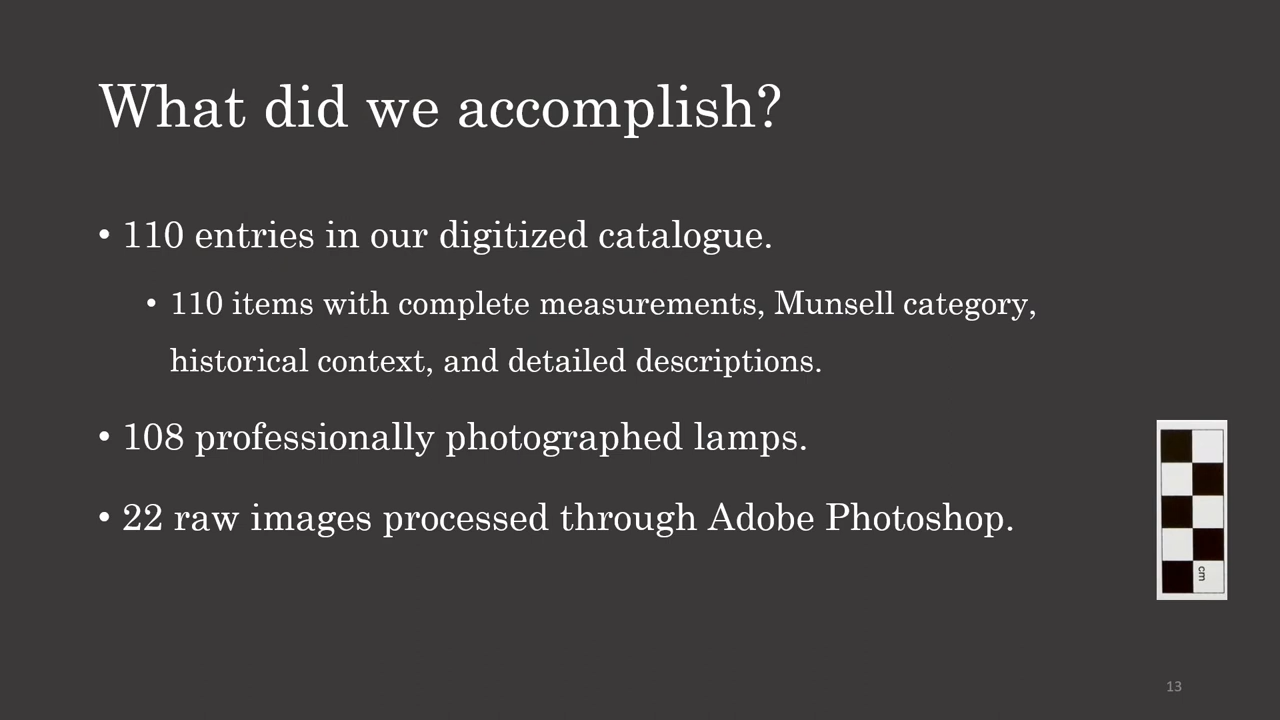 What did we accomplish?
• 110 entries in our digitized catalogue.
• 110 items with complete measurements, Munsell category,
historical context, and detailed descriptions.
• 108 professionally photographed lamps.
• 22 raw images processed through Adobe Photoshop.
cm
13